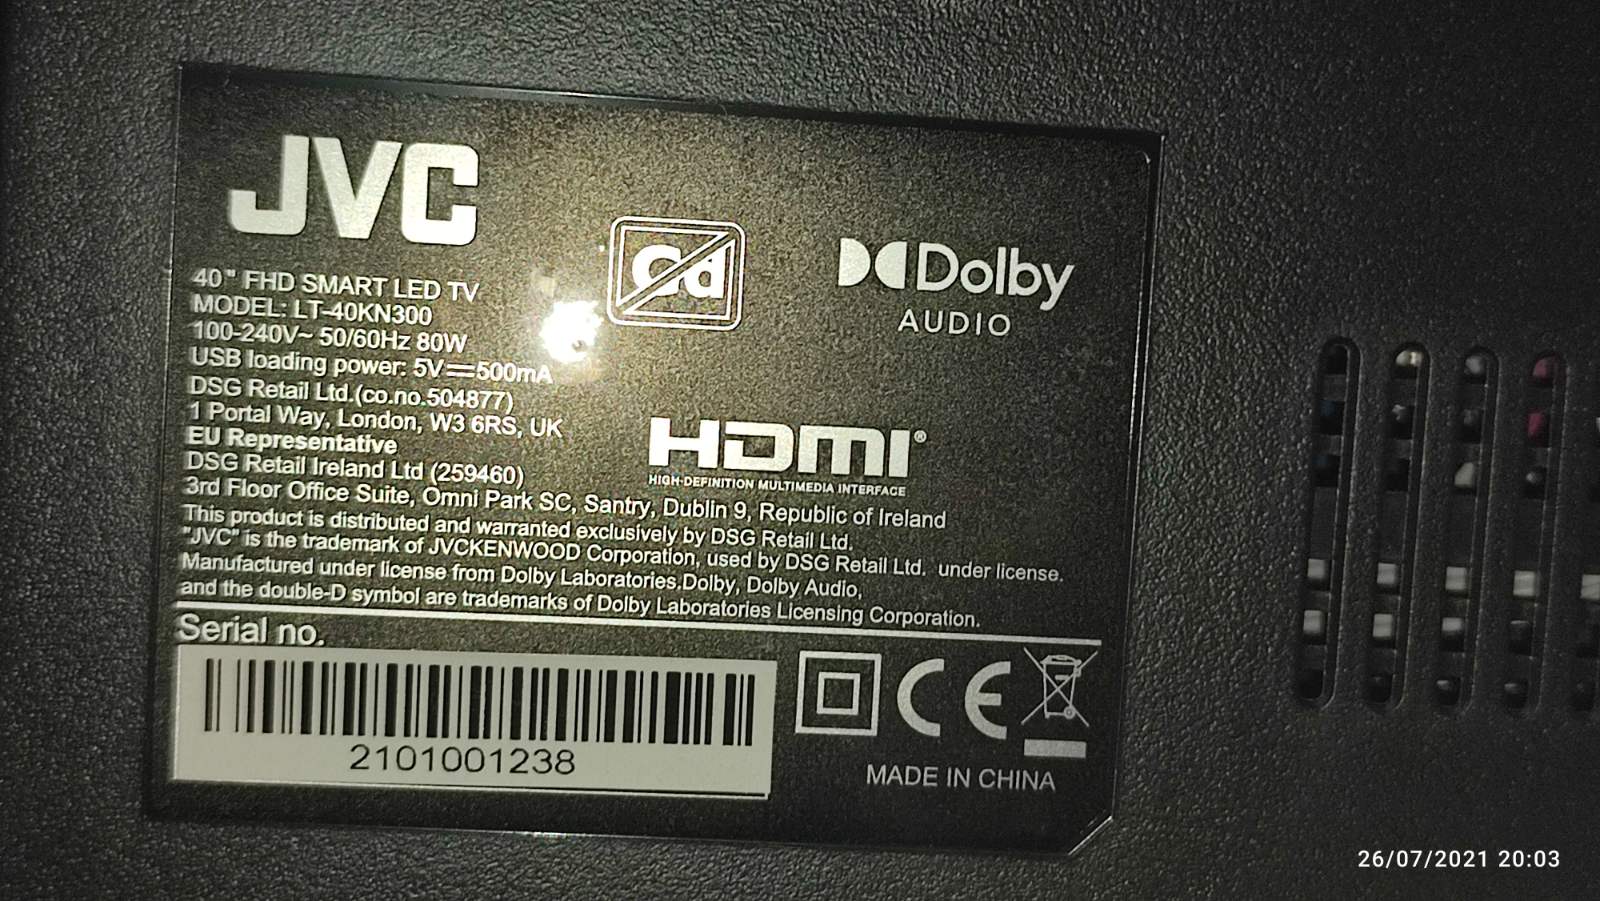 JVC
Cd
Dolby
AUDIO
40" FHD SMART LED TV
MODEL: LT-40KN300
100-240V~ 50/60Hz 80W
USB loading power: 5V⎓500mA
DSG Retail Ltd.(co.no.504877)
1 Portal Way, London, W3 6RS, UK
EU Representative
DSG Retail Ireland Ltd (259460)
HDMI®
HIGH-DEFINITION MULTIMEDIA INTERFACE
3rd Floor Office Suite, Omni Park SC, Santry, Dublin 9, Republic of Ireland
This product is distributed and warranted exclusively by DSG Retail Ltd.
"JVC" is the trademark of JVCKENWOOD Corporation, used by DSG Retail Ltd. under license.
Manufactured under license from Dolby Laboratories.Dolby, Dolby Audio,
and the double-D symbol are trademarks of Dolby Laboratories Licensing Corporation.
Serial no.
2101001238
CE
MADE IN CHINA
26/07/2021 20:03